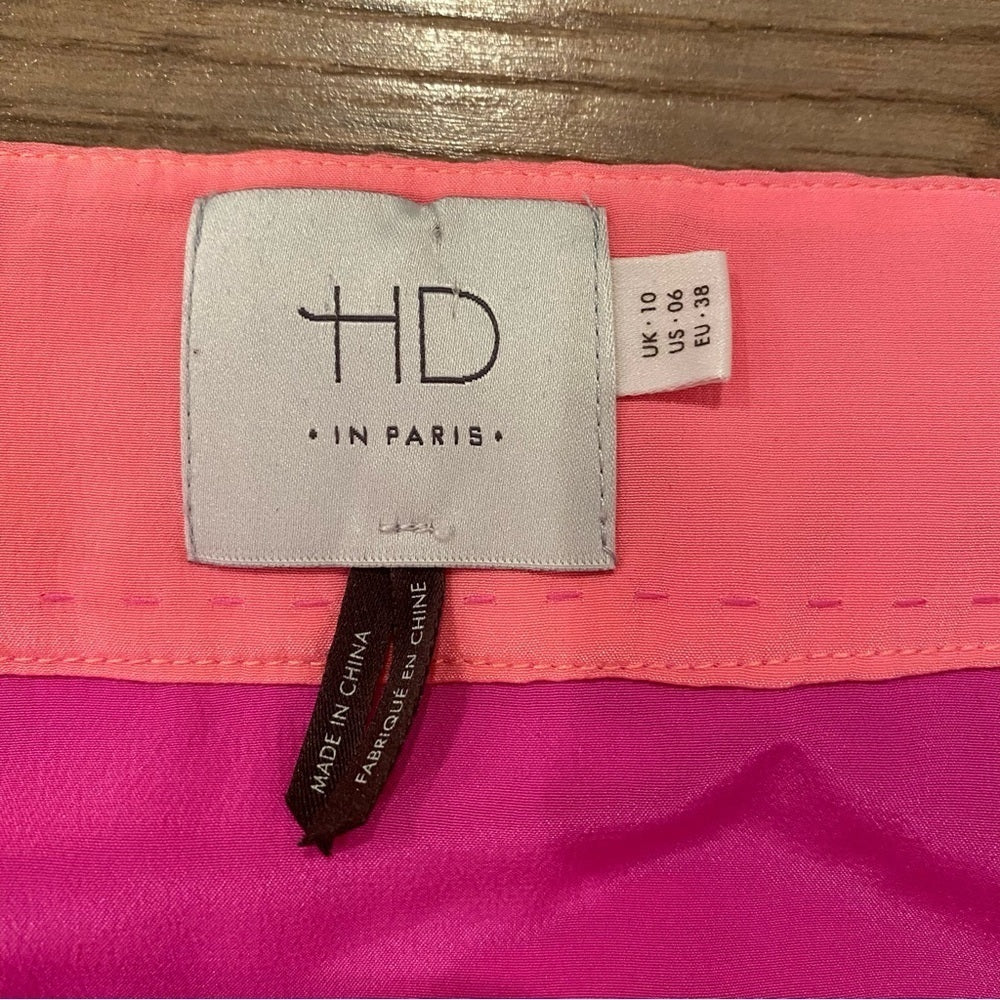 HD
• IN PARIS •
UK • 10
US • 06
EU • 38
MADE IN CHINA
FABRIQUÉ EN CHINE